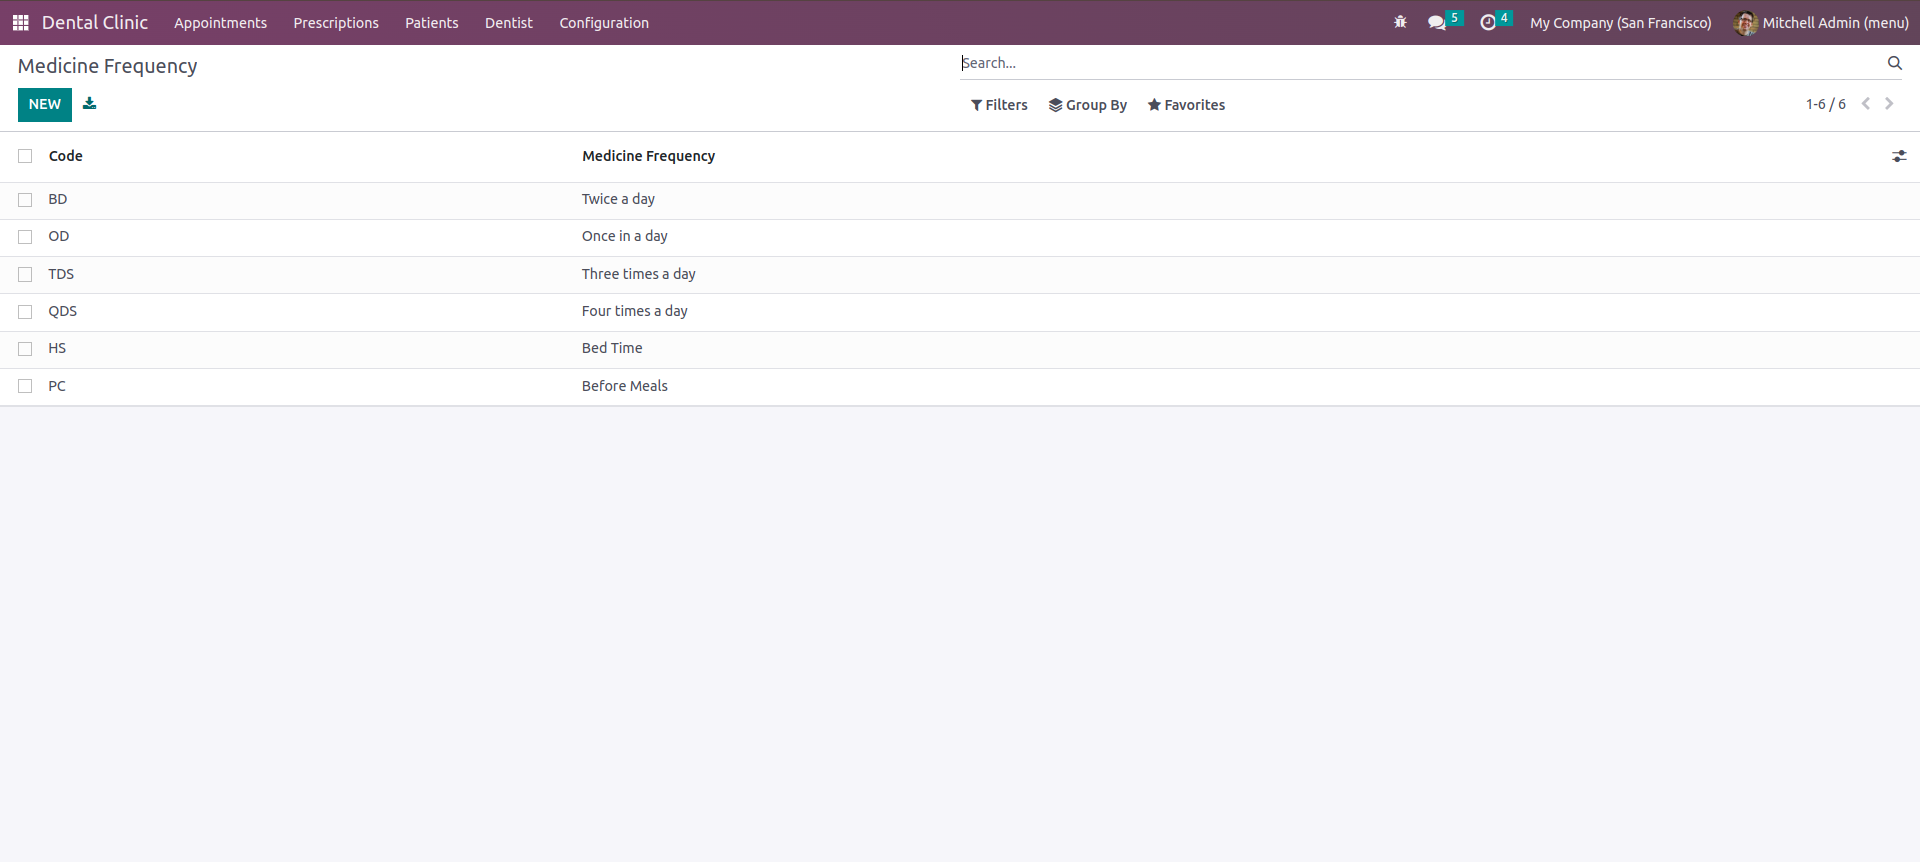 Dental Clinic Appointments Prescriptions Patients Dentist Configuration 5 4 My Company (San Francisco) Mitchell Admin (menu)
Medicine Frequency Search...
NEW Filters Group By Favorites 1-6 / 6
Code Medicine Frequency
BD Twice a day
OD Once in a day
TDS Three times a day
QDS Four times a day
HS Bed Time
PC Before Meals